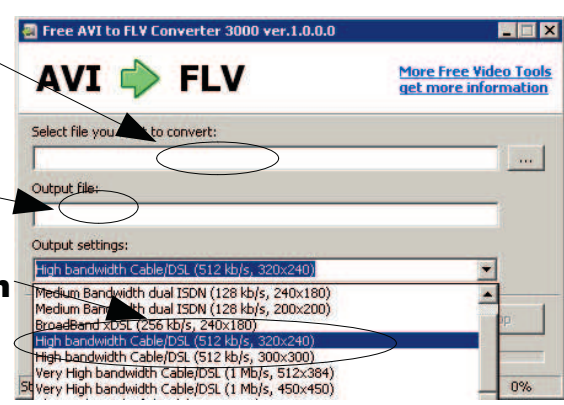 Free AVI to FLV Converter 3000 ver.1.0.0.0
AVI FLV
More Free Video Tools
get more information
Select file you to convert:
...
Output file:
Output settings:
High bandwidth Cable/DSL (512 kb/s, 320x240)
Medium Bandwidth dual ISDN (128 kb/s, 240x180)
Medium Bandwidth dual ISDN (128 kb/s, 200x200)
BroadBand xDSL (256 kb/s, 240x180)
High bandwidth Cable/DSL (512 kb/s, 320x240)
High bandwidth Cable/DSL (512 kb/s, 300x300)
Very High bandwidth Cable/DSL (1 Mb/s, 512x384)
Very High bandwidth Cable/DSL (1 Mb/s, 450x450)
0%